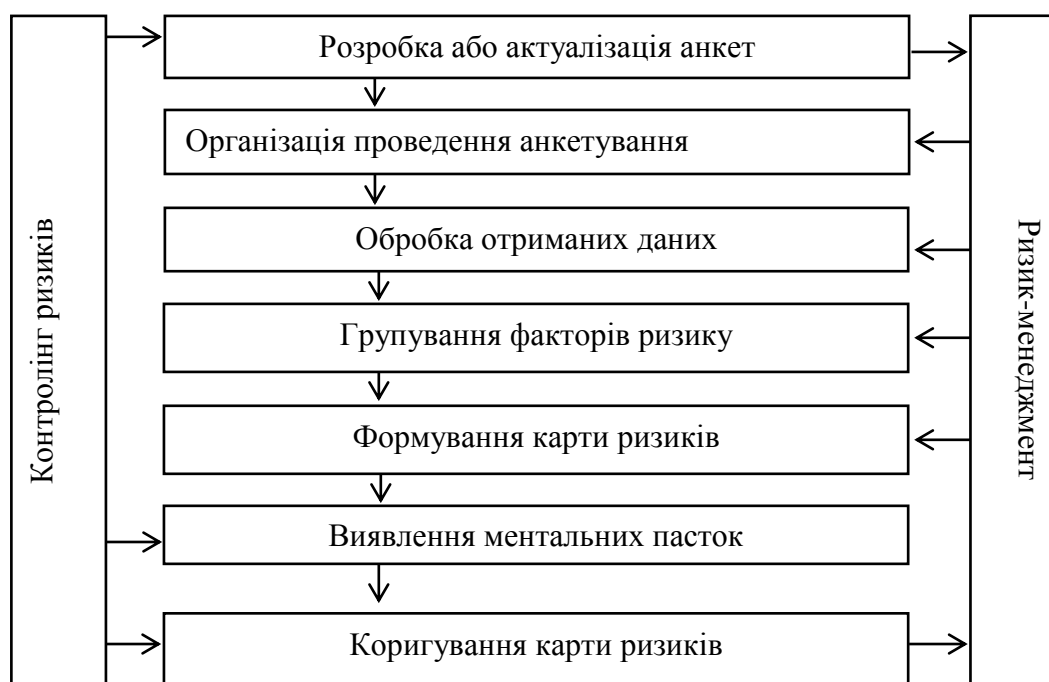 Контролінг ризиків
Розробка або актуалізація анкет
Організація проведення анкетування
Обробка отриманих даних
Групування факторів ризику
Формування карти ризиків
Виявлення ментальних пасток
Коригування карти ризиків
Ризик-менеджмент